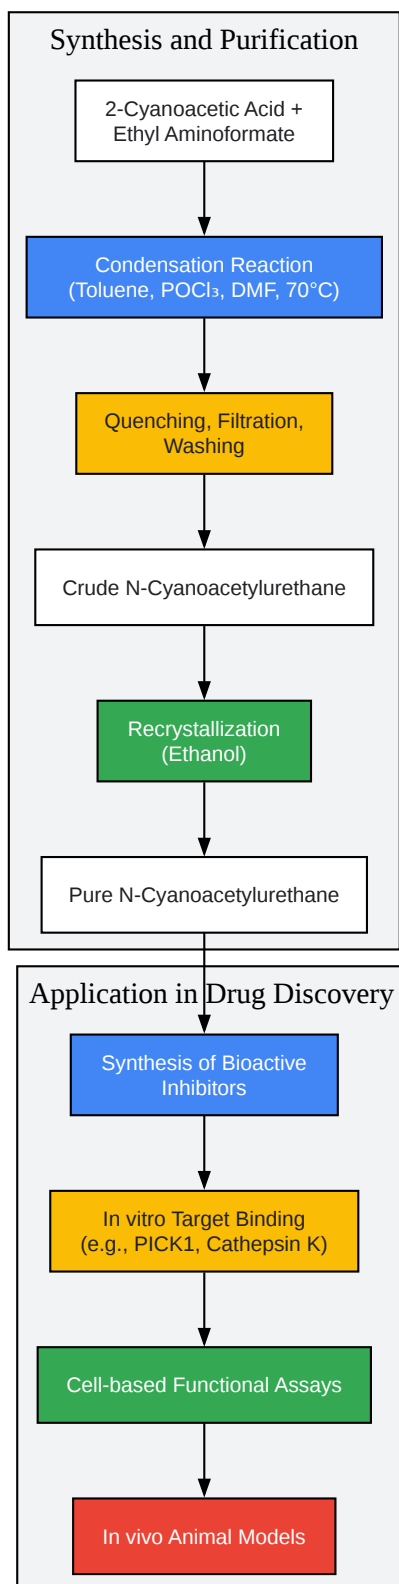 Synthesis and Purification
2-Cyanoacetic Acid +
Ethyl Aminoformate
Condensation Reaction
(Toluene, POCl₃, DMF, 70°C)
Quenching, Filtration,
Washing
Crude N-Cyanoacetylurethane
Recrystallization
(Ethanol)
Pure N-Cyanoacetylurethane
Application in Drug Discovery
Synthesis of Bioactive
Inhibitors
In vitro Target Binding
(e.g., PICK1, Cathepsin K)
Cell-based Functional Assays
In vivo Animal Models